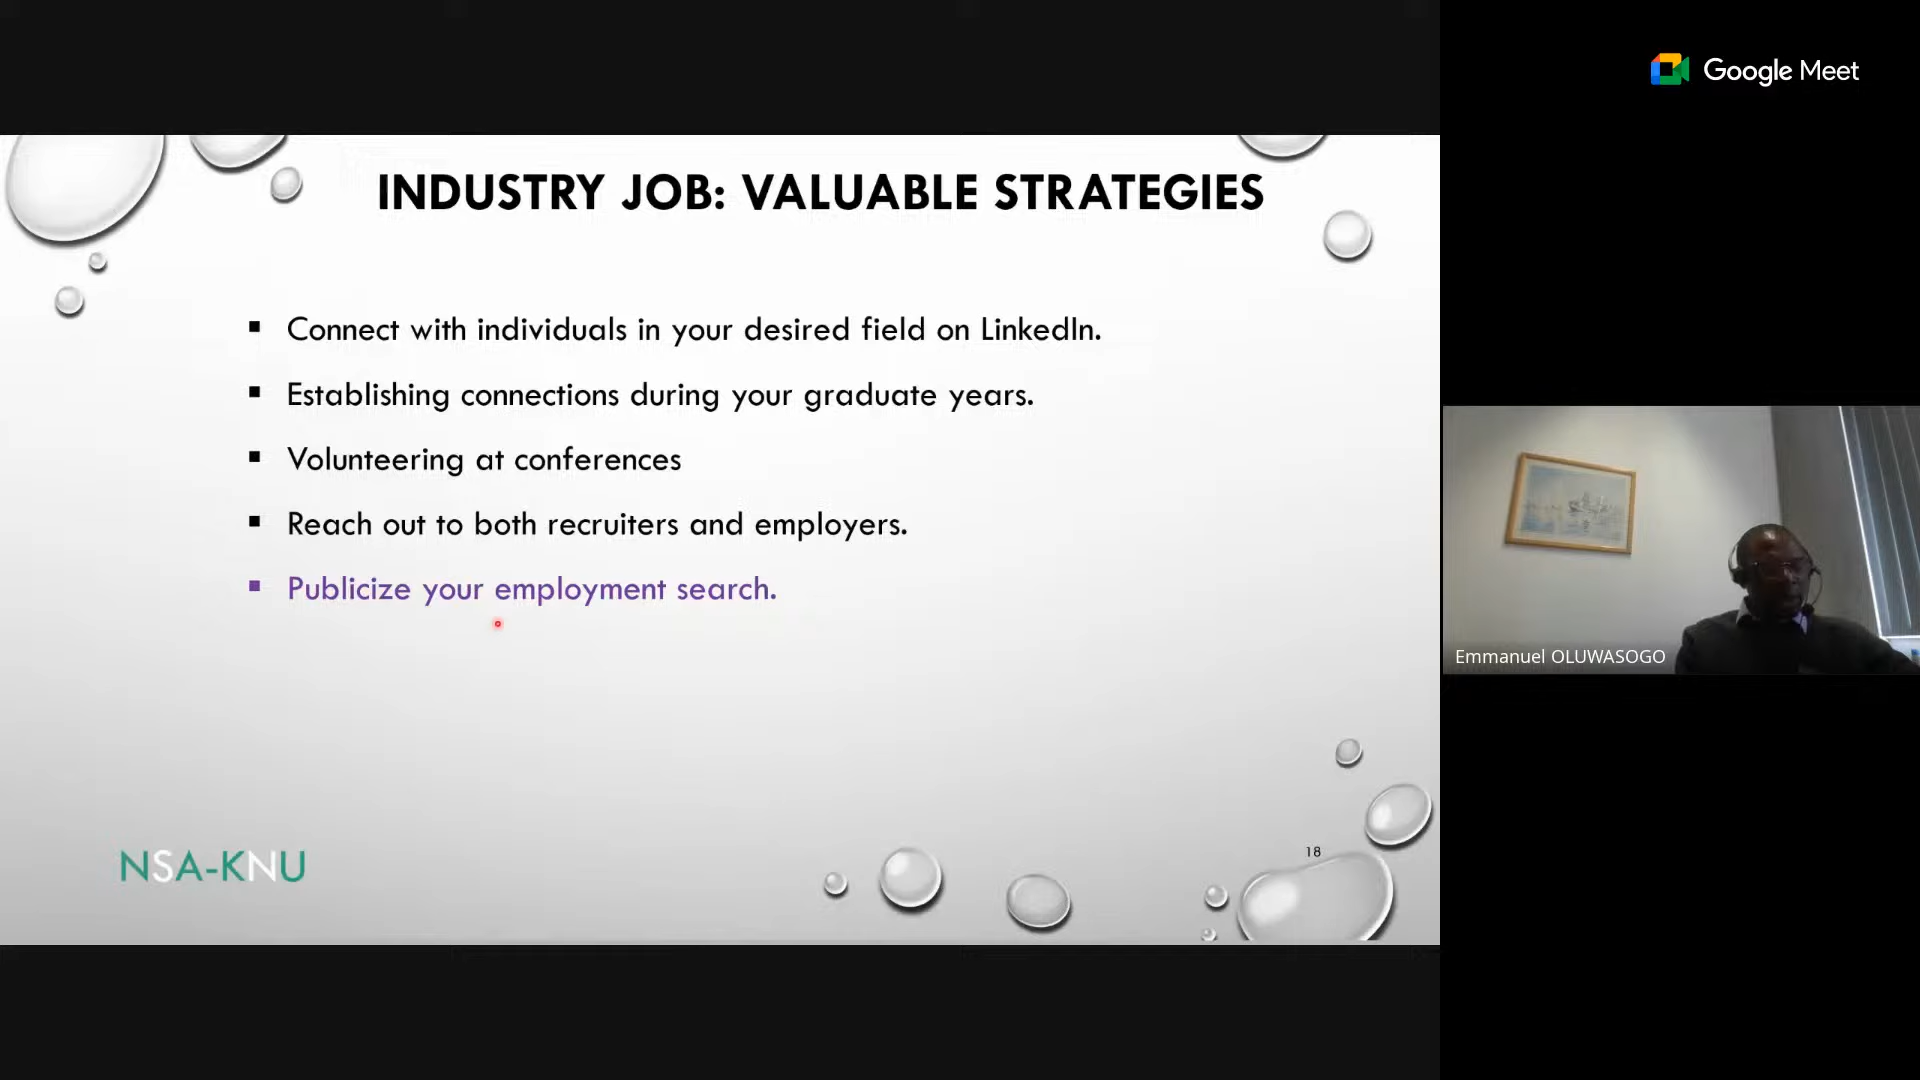 Google Meet
INDUSTRY JOB: VALUABLE STRATEGIES
Connect with individuals in your desired field on LinkedIn.
Establishing connections during your graduate years.
Volunteering at conferences
Reach out to both recruiters and employers.
Publicize your employment search.
Emmanuel OLUWASOGO
18
NSA-KNU